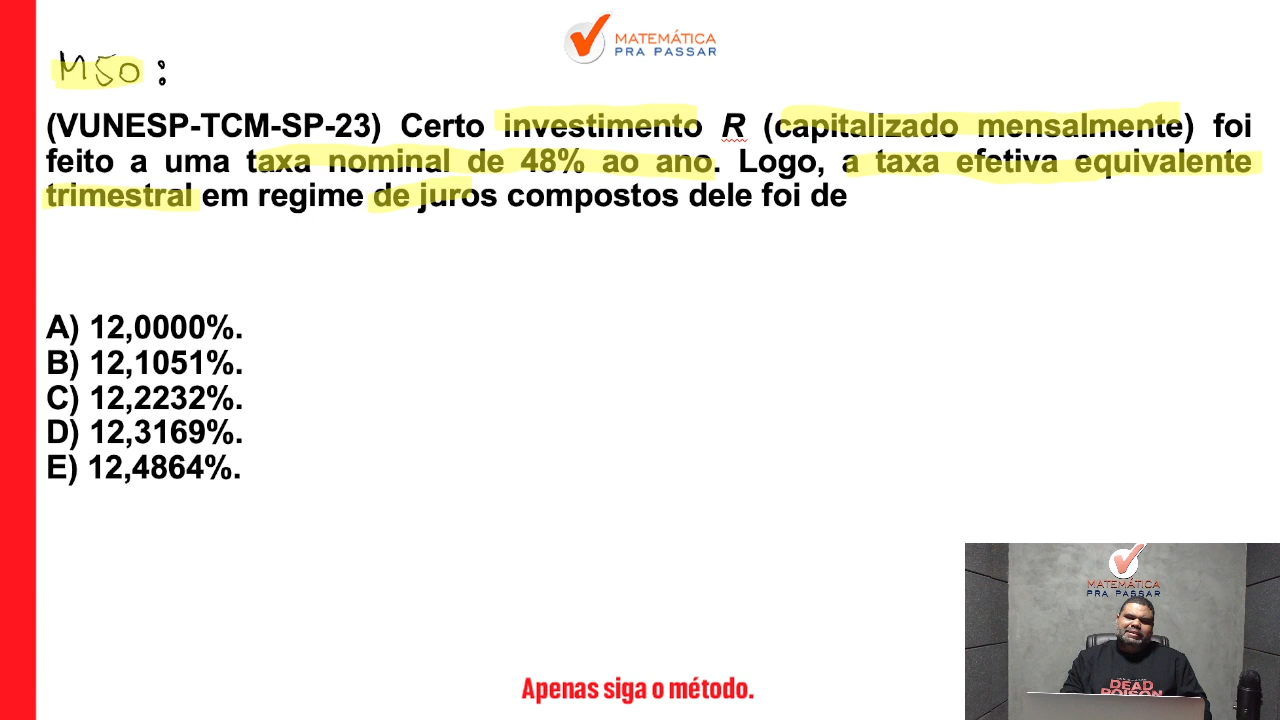 MATEMÁTICA
PRA PASSAR
M50 :
(VUNESP-TCM-SP-23) Certo investimento R (capitalizado mensalmente) foi
feito a uma taxa nominal de 48% ao ano. Logo, a taxa efetiva equivalente
trimestral em regime de juros compostos dele foi de
A) 12,0000%.
B) 12,1051%.
C) 12,2232%.
D) 12,3169%.
E) 12,4864%.
MATEMÁTICA
PRA PASSAR
DEAD
POISON
Apenas siga o método.